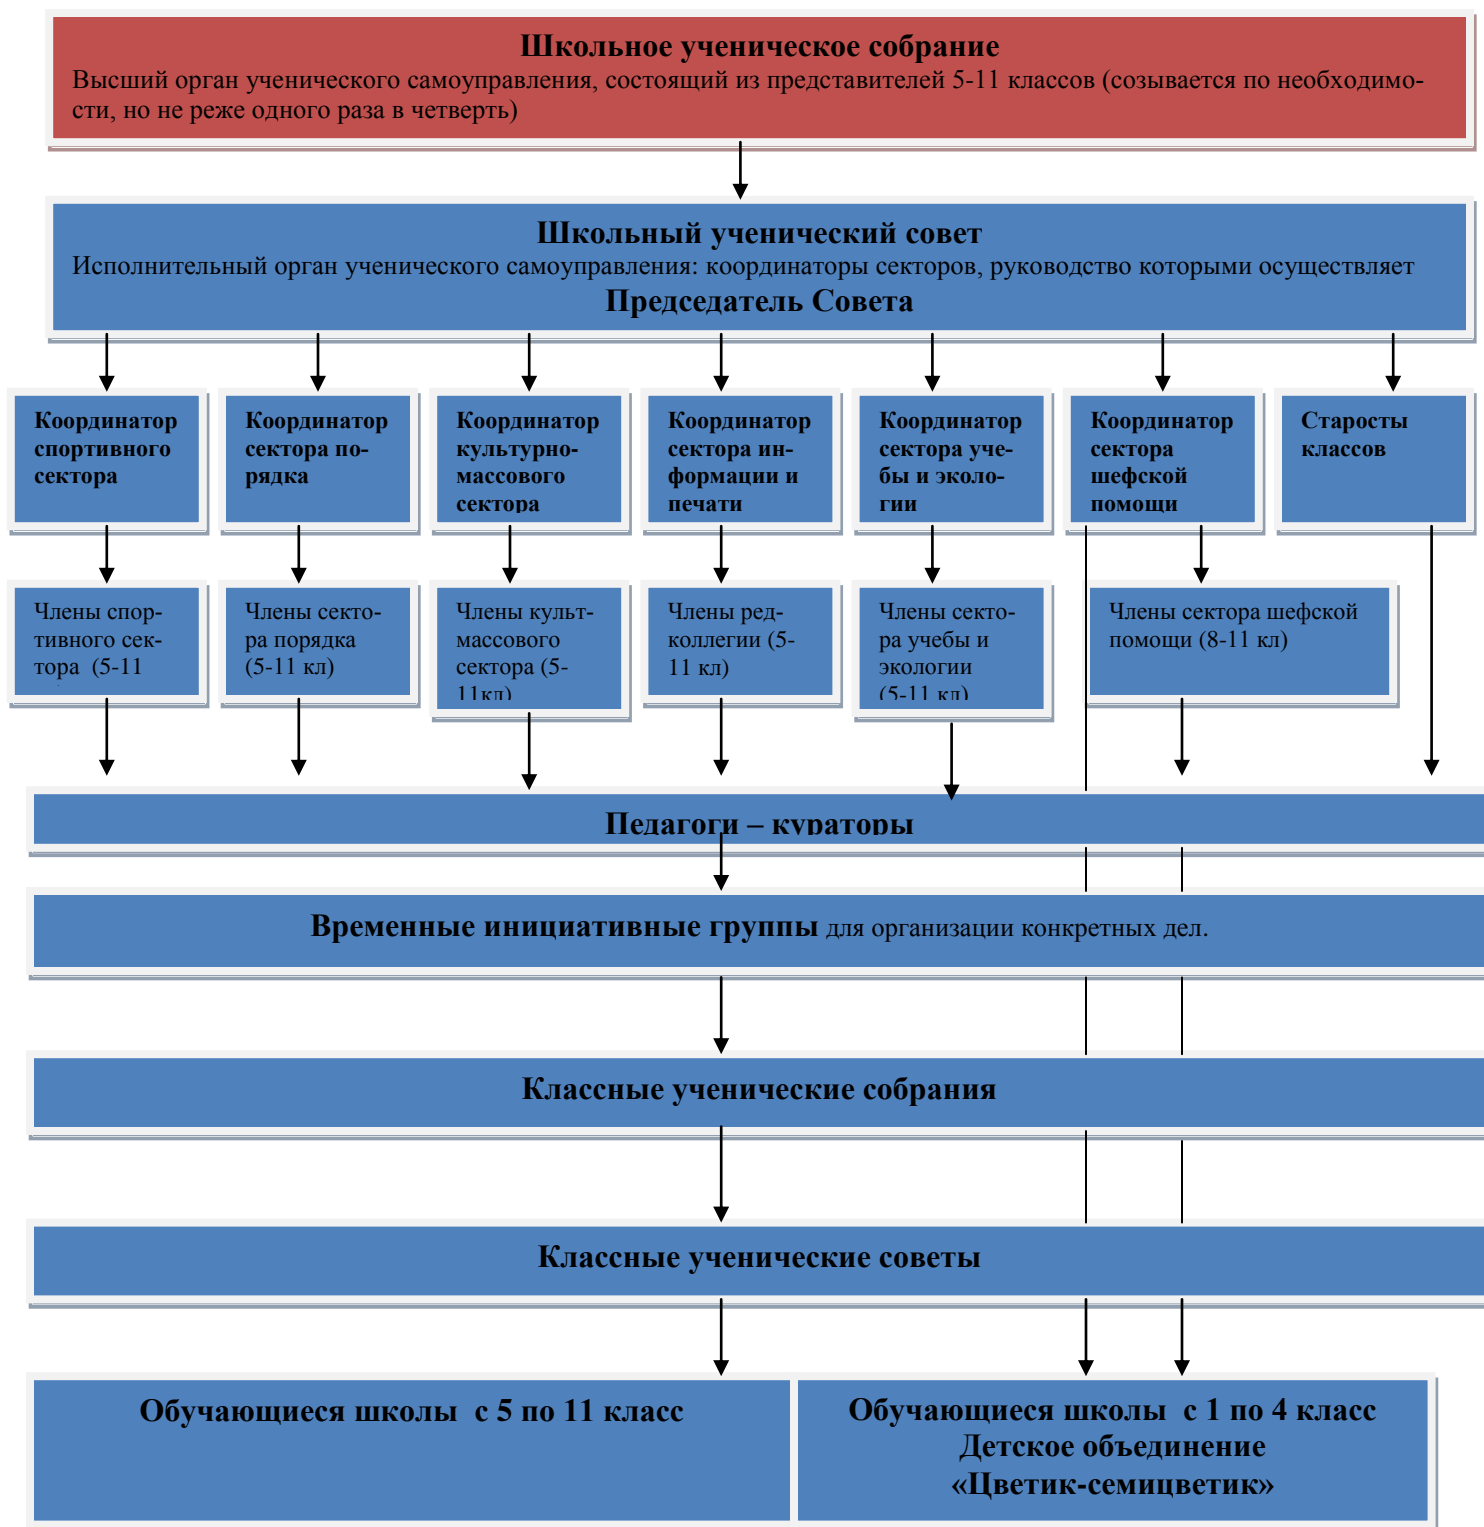 Школьное ученическое собрание
Высший орган ученического самоуправления, состоящий из представителей 5-11 классов (созывается по необходимо-
сти, но не реже одного раза в четверть)
Школьный ученический совет
Исполнительный орган ученического самоуправления: координаторы секторов, руководство которыми осуществляет
Председатель Совета
Координатор
спортивного
сектора
Координатор
сектора по-
рядка
Координатор
культурно-
массового
сектора
Координатор
сектора ин-
формации и
печати
Координатор
сектора уче-
бы и эколо-
гии
Координатор
сектора
шефской
помощи
Старосты
классов
Члены спор-
тивного сек-
тора (5-11
Члены секто-
ра порядка
(5-11 кл)
Члены культ-
массового
сектора (5-
11кл)
Члены ред-
коллегии (5-
11 кл)
Члены секто-
ра учебы и
экологии
(5-11 кл)
Члены сектора шефской
помощи (8-11 кл)
Педагоги – кураторы
Временные инициативные группы для организации конкретных дел.
Классные ученические собрания
Классные ученические советы
Обучающиеся школы с 5 по 11 класс
Обучающиеся школы с 1 по 4 класс
Детское объединение
«Цветик-семицветик»